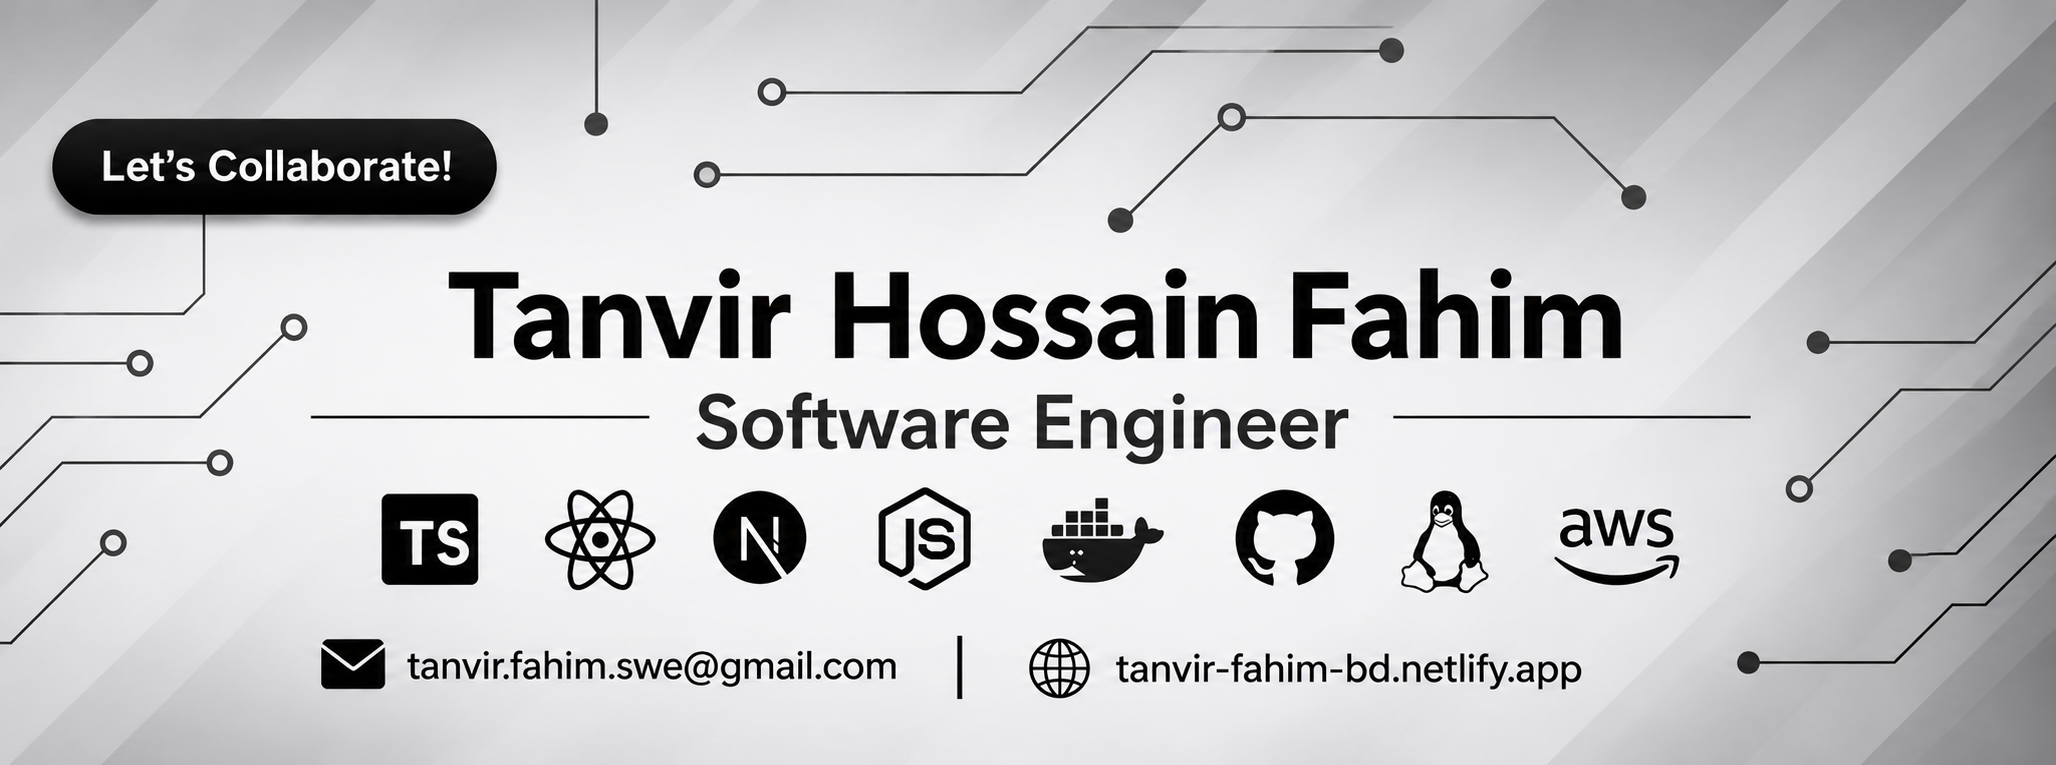 Let's Collaborate!
Tanvir Hossain Fahim
Software Engineer
TS N JS aws
tanvir.fahim.swe@gmail.com | tanvir-fahim-bd.netlify.app